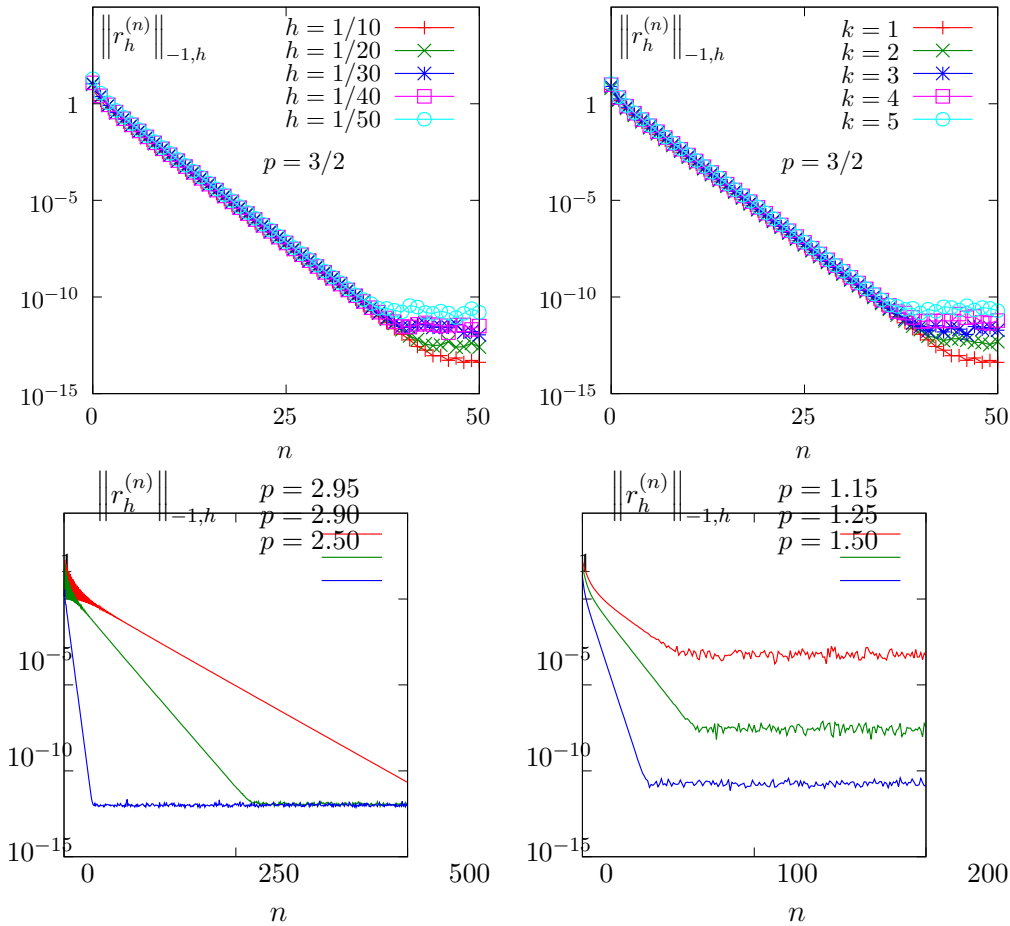 ‖r_h^{(n)}‖_{-1,h}
h = 1/10
h = 1/20
h = 1/30
h = 1/40
h = 1/50
p = 3/2
1
10^{-5}
10^{-10}
10^{-15}
0 25 50
n
‖r_h^{(n)}‖_{-1,h}
k = 1
k = 2
k = 3
k = 4
k = 5
p = 3/2
1
10^{-5}
10^{-10}
10^{-15}
0 25 50
n
‖r_h^{(n)}‖_{-1,h}
p = 2.95
p = 2.90
p = 2.50
1
10^{-5}
10^{-10}
10^{-15}
0 250 500
n
‖r_h^{(n)}‖_{-1,h}
p = 1.15
p = 1.25
p = 1.50
1
10^{-5}
10^{-10}
10^{-15}
0 100 200
n